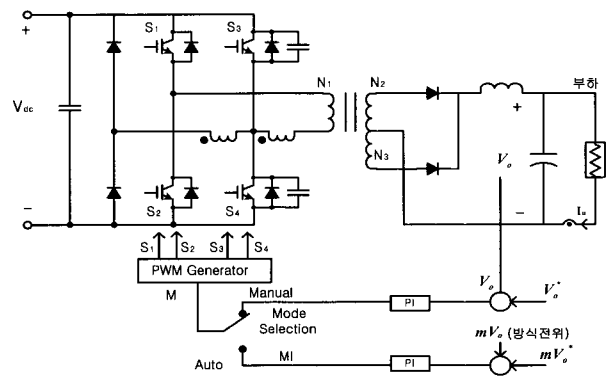 +
S1
S3
N1
N2
부하
Vdc
+
Vo
N3
−
S2
S4
−
Io
S1 S2 S3 S4
PWM Generator
M
Manual
Mode
Selection
PI
Vo
Vo*
mVo (방식전위)
Auto
MI
PI
mVo*